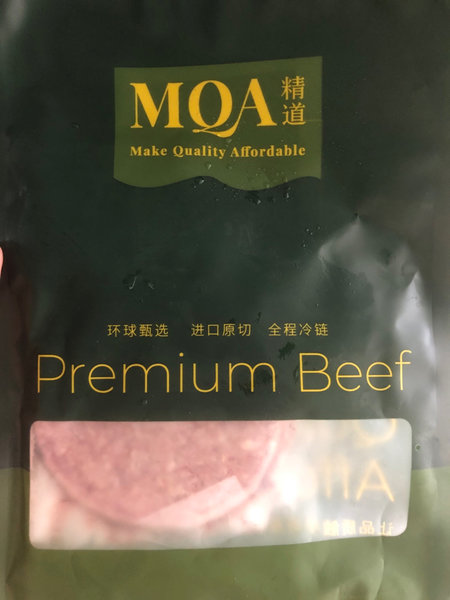 MQA 精道
Make Quality Affordable
环球甄选 进口原切 全程冷链
Premium Beef